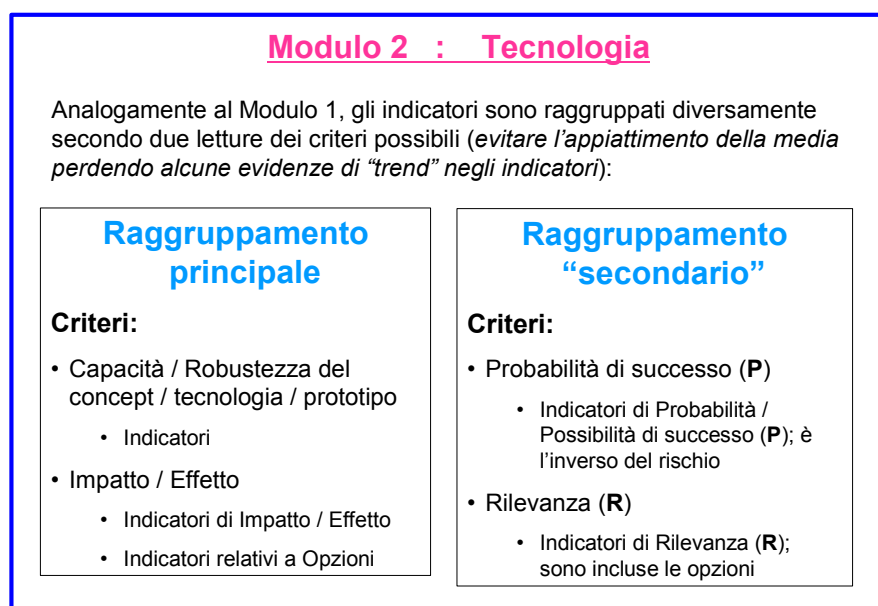 Modulo 2 : Tecnologia
Analogamente al Modulo 1, gli indicatori sono raggruppati diversamente
secondo due letture dei criteri possibili (evitare l'appiattimento della media
perdendo alcune evidenze di “trend” negli indicatori):
Raggruppamento
principale
Criteri:
• Capacità / Robustezza del
concept / tecnologia / prototipo
• Indicatori
• Impatto / Effetto
• Indicatori di Impatto / Effetto
• Indicatori relativi a Opzioni
Raggruppamento
“secondario”
Criteri:
• Probabilità di successo (P)
• Indicatori di Probabilità /
Possibilità di successo (P); è
l'inverso del rischio
• Rilevanza (R)
• Indicatori di Rilevanza (R);
sono incluse le opzioni